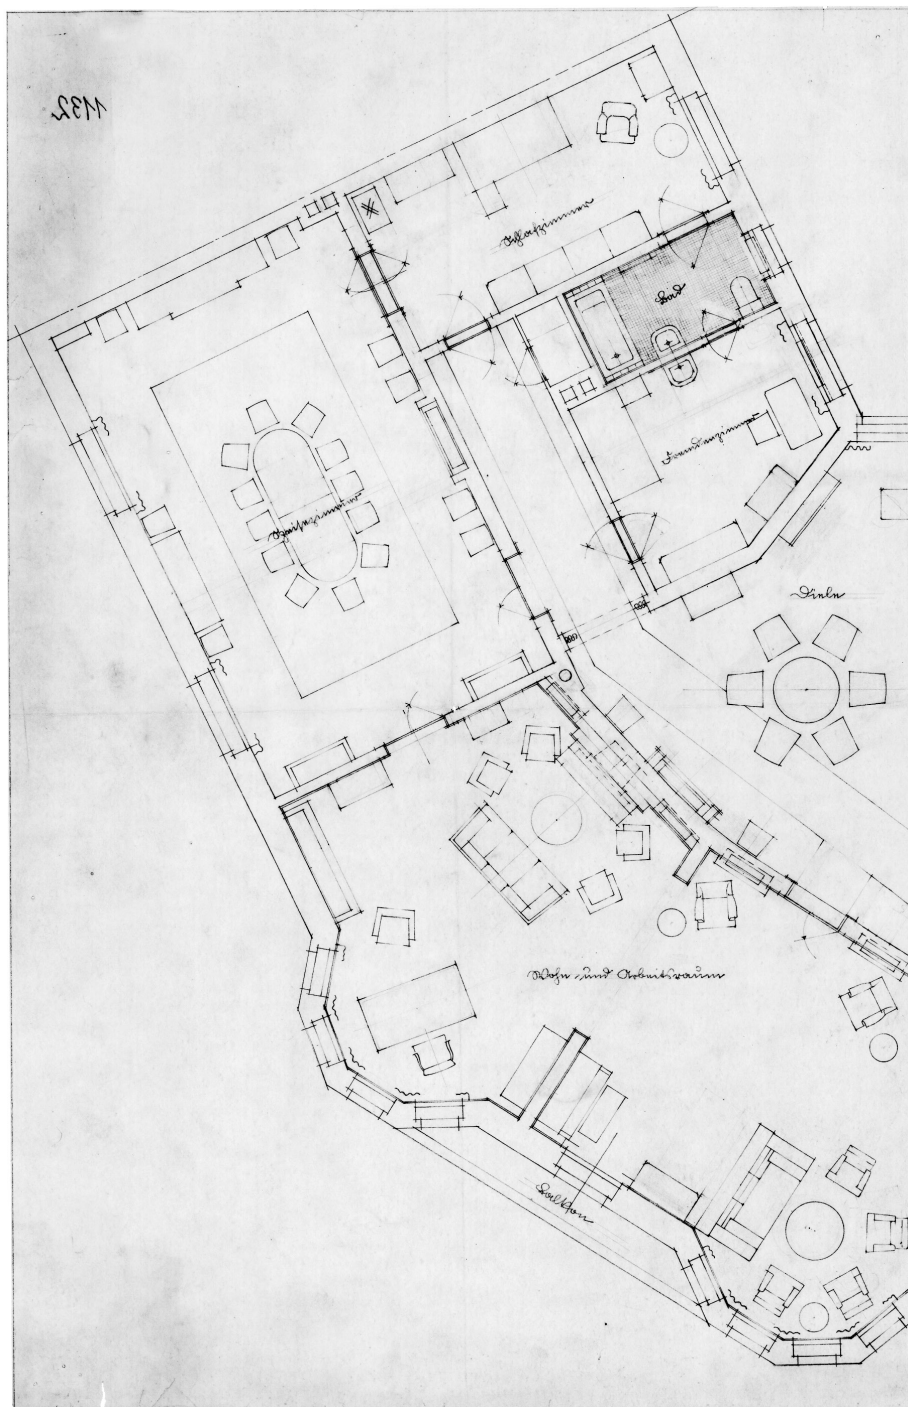 1132
Schlafzimmer
Bad
Fremdenzimmer
Speisezimmer
Diele
Wohn- und Arbeitsraum
Balkon